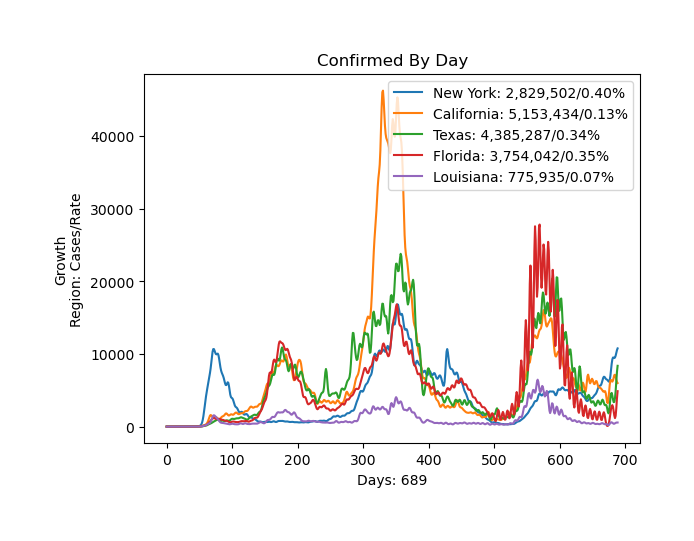 Confirmed By Day
New York: 2,829,502/0.40%
California: 5,153,434/0.13%
Texas: 4,385,287/0.34%
Florida: 3,754,042/0.35%
Louisiana: 775,935/0.07%
Growth
Region: Cases/Rate
40000
30000
20000
10000
0
0 100 200 300 400 500 600 700
Days: 689